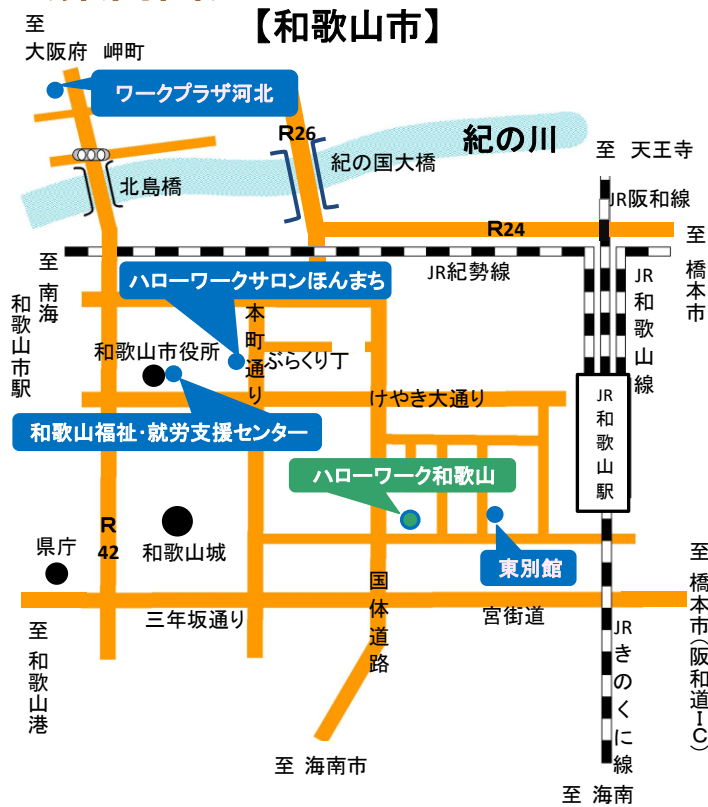 【和歌山市】
至
大阪府 岬町
ワークプラザ河北
R26
紀の川
紀の国大橋
北島橋
至 天王寺
JR阪和線
R24
至 橋本市
JR紀勢線
至 南海
和歌山市駅
ハローワークサロンほんまち
JR和歌山線
本町通り
和歌山市役所
ぶらくり丁
けやき大通り
JR和歌山駅
和歌山福祉・就労支援センター
ハローワーク和歌山
R
42
和歌山城
県庁
東別館
至 橋本市(阪和道IC)
三年坂通り
国体道路
宮街道
至 和歌山港
JRきのくに線
至 海南市
至 海南